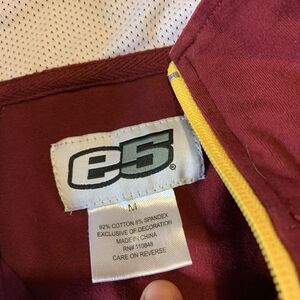 e5®
M
92% COTTON 8% SPANDEX
EXCLUSIVE OF DECORATION
MADE IN CHINA
RN# 110848
CARE ON REVERSE